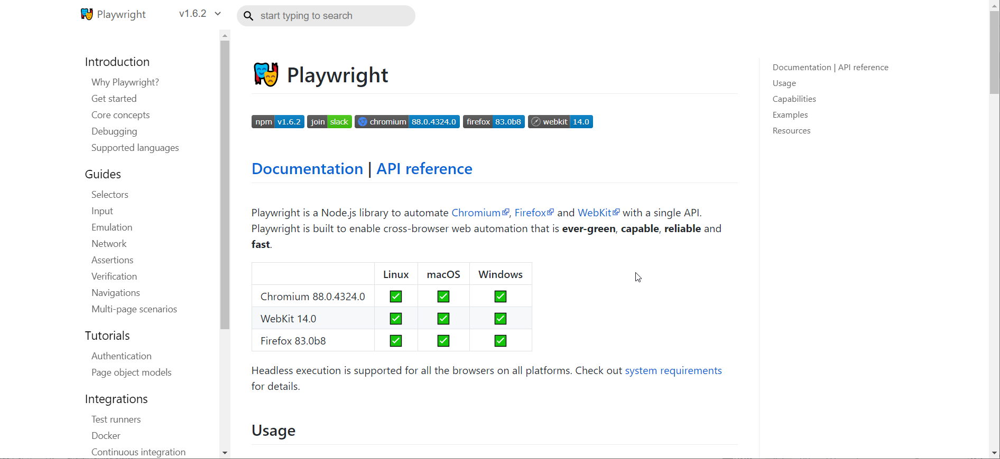 Playwright
v1.6.2
start typing to search
Introduction
Why Playwright?
Get started
Core concepts
Debugging
Supported languages
Guides
Selectors
Input
Emulation
Network
Assertions
Verification
Navigations
Multi-page scenarios
Tutorials
Authentication
Page object models
Integrations
Test runners
Docker
Continuous integration
Playwright
npm v1.6.2 join slack chromium 88.0.4324.0 firefox 83.0b8 webkit 14.0
Documentation | API reference
Playwright is a Node.js library to automate Chromium, Firefox and WebKit with a single API.
Playwright is built to enable cross-browser web automation that is ever-green, capable, reliable and
fast.
Linux macOS Windows
Chromium 88.0.4324.0 ✅ ✅ ✅
WebKit 14.0 ✅ ✅ ✅
Firefox 83.0b8 ✅ ✅ ✅
Headless execution is supported for all the browsers on all platforms. Check out system requirements
for details.
Usage
Documentation | API reference
Usage
Capabilities
Examples
Resources